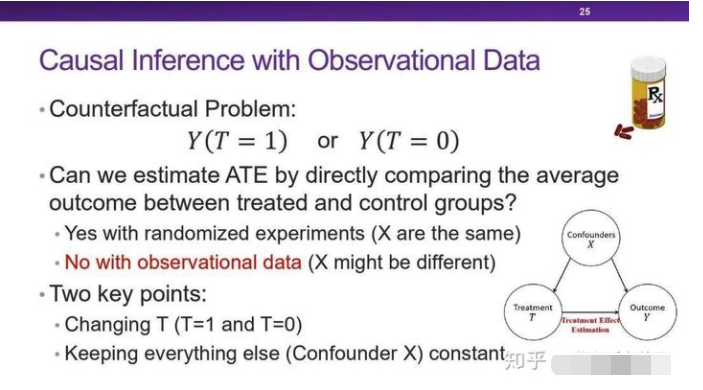 25
Causal Inference with Observational Data
• Counterfactual Problem:
Y(T = 1) or Y(T = 0)
• Can we estimate ATE by directly comparing the average
outcome between treated and control groups?
• Yes with randomized experiments (X are the same)
• No with observational data (X might be different)
• Two key points:
• Changing T (T=1 and T=0)
• Keeping everything else (Confounder X) constant
Rx
Confounders
X
Treatment
T
Treatment Effect
Estimation
Outcome
Y
知乎